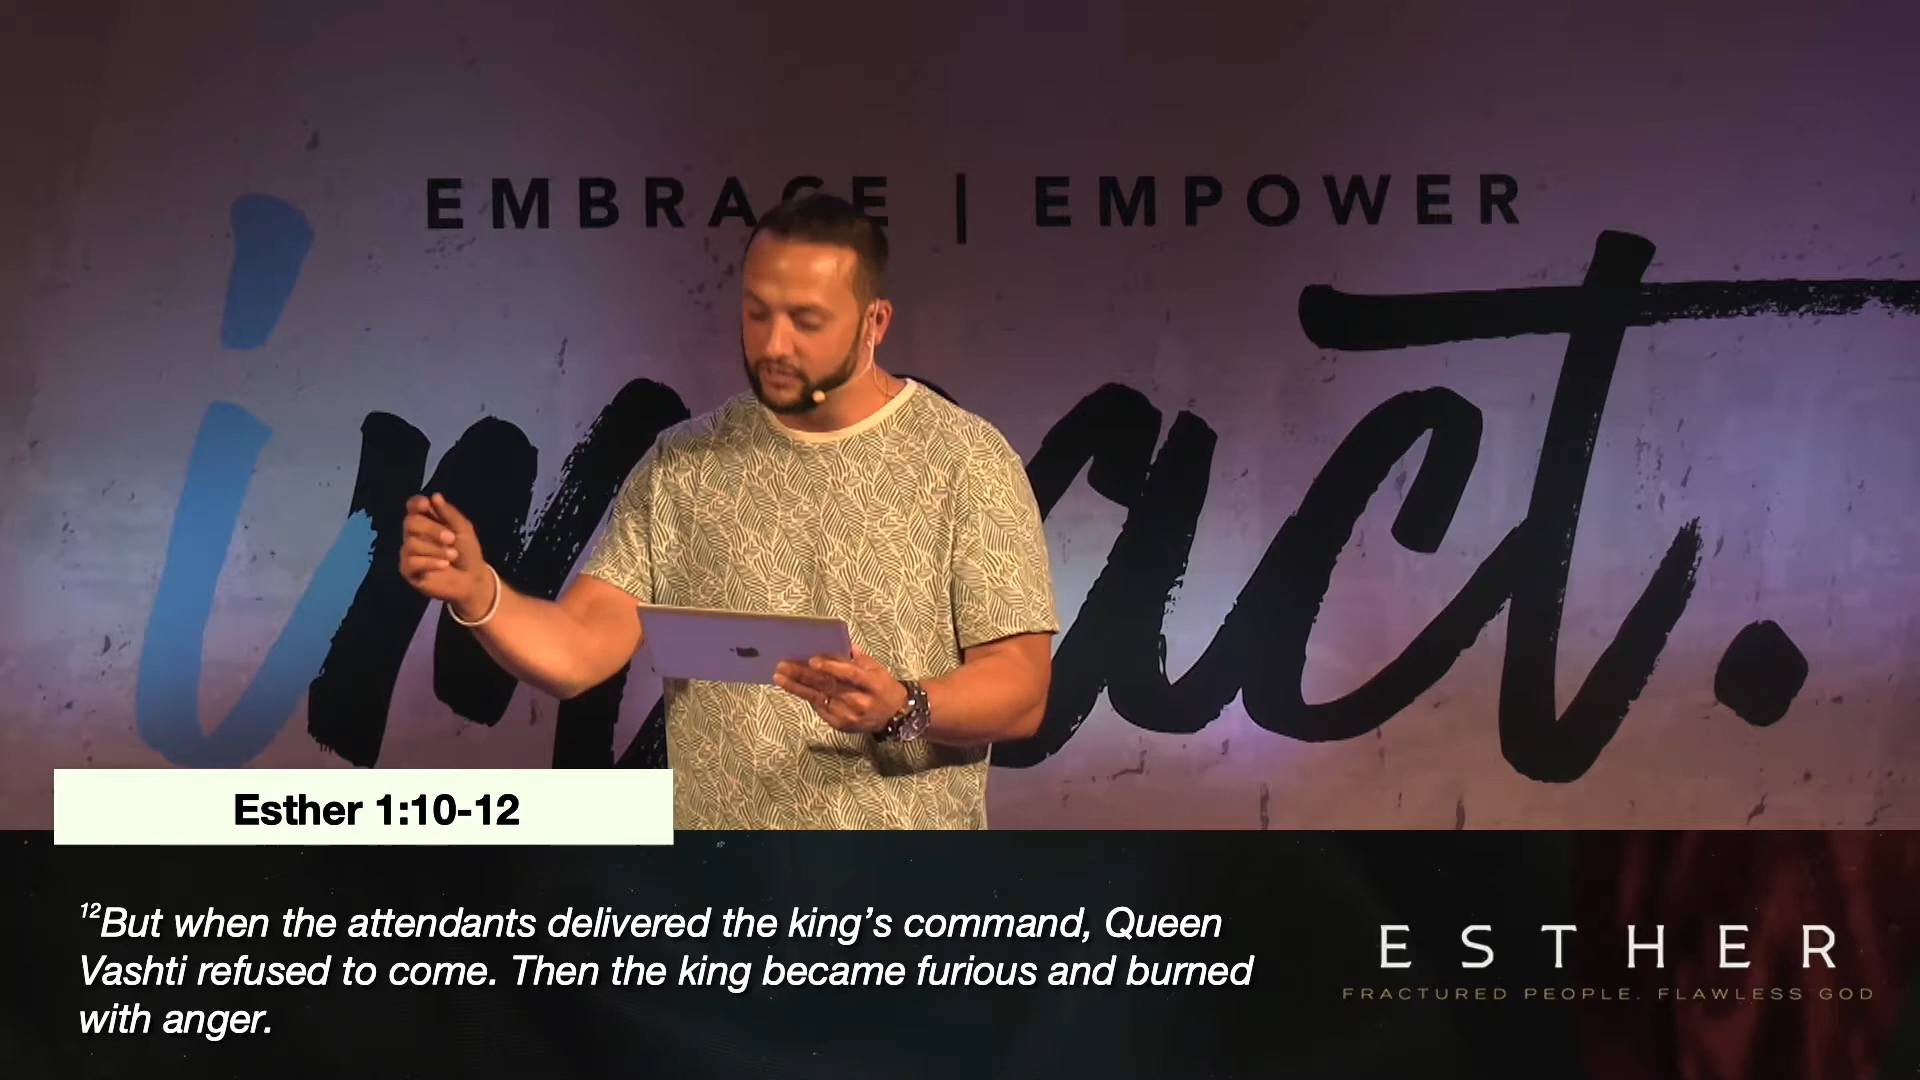 EMBRACE | EMPOWER
impact.
Esther 1:10-12
¹²But when the attendants delivered the king’s command, Queen
Vashti refused to come. Then the king became furious and burned
with anger.
ESTHER
FRACTURED PEOPLE. FLAWLESS GOD